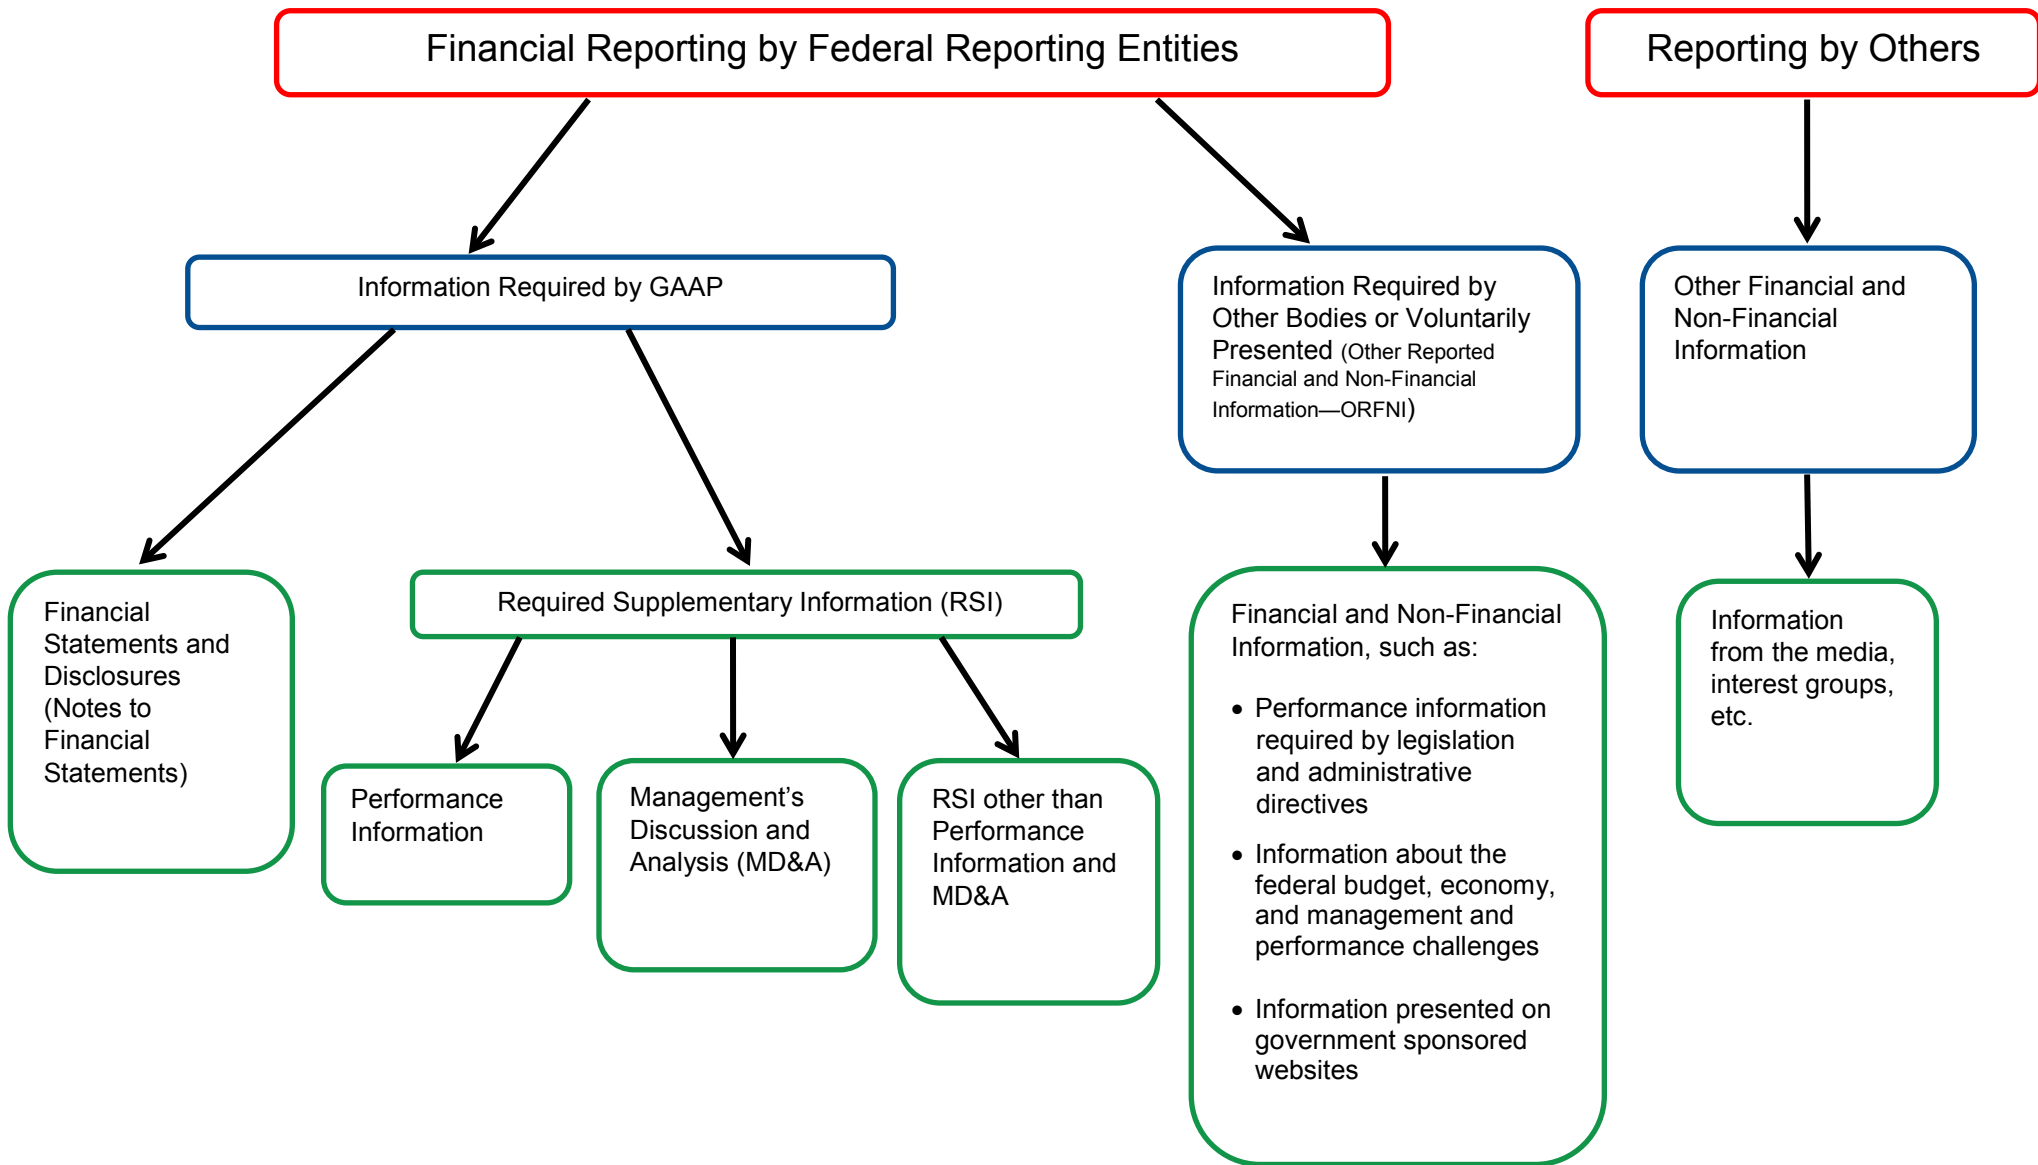 Financial Reporting by Federal Reporting Entities
Reporting by Others
Information Required by GAAP
Information Required by
Other Bodies or Voluntarily
Presented (Other Reported
Financial and Non-Financial
Information—ORFNI)
Other Financial and
Non-Financial
Information
Financial
Statements and
Disclosures
(Notes to
Financial
Statements)
Required Supplementary Information (RSI)
Performance
Information
Management’s
Discussion and
Analysis (MD&A)
RSI other than
Performance
Information and
MD&A
Financial and Non-Financial
Information, such as:
• Performance information
required by legislation
and administrative
directives
• Information about the
federal budget, economy,
and management and
performance challenges
• Information presented on
government sponsored
websites
Information
from the media,
interest groups,
etc.